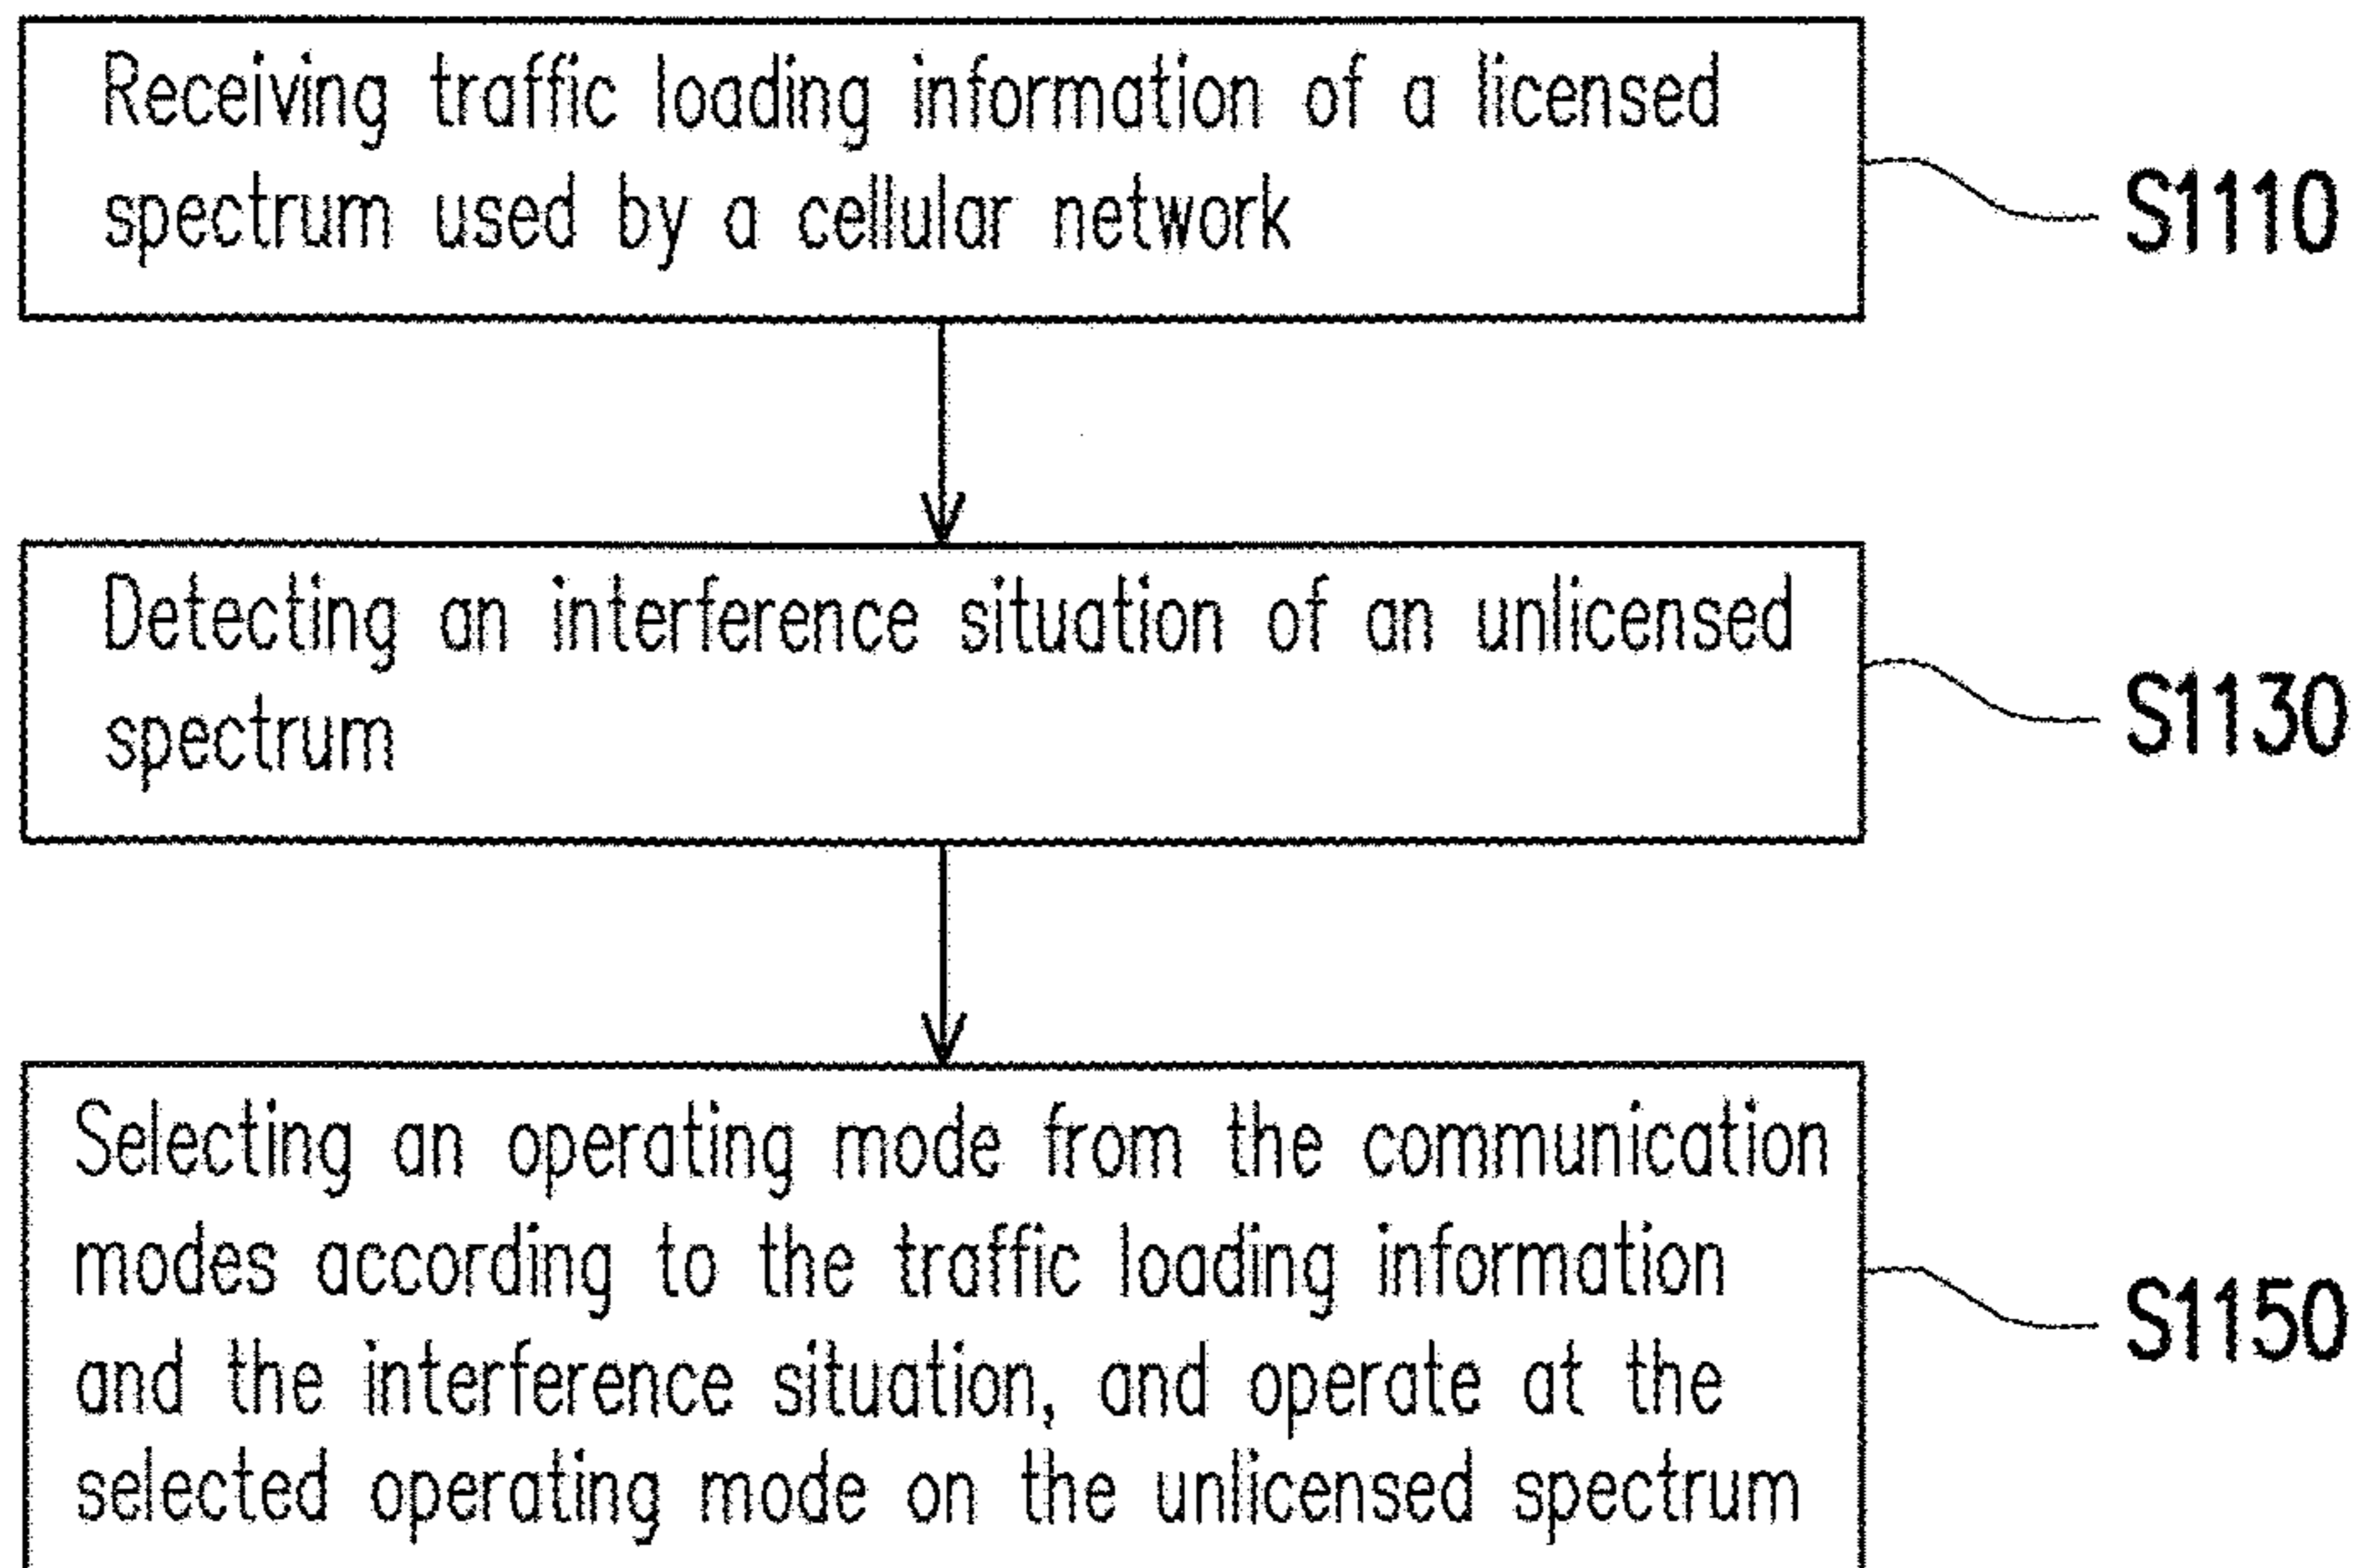 Receiving traffic loading information of a licensed
spectrum used by a cellular network
S1110
Detecting an interference situation of an unlicensed
spectrum
S1130
Selecting an operating mode from the communication
modes according to the traffic loading information
and the interference situation, and operate at the
selected operating mode on the unlicensed spectrum
S1150